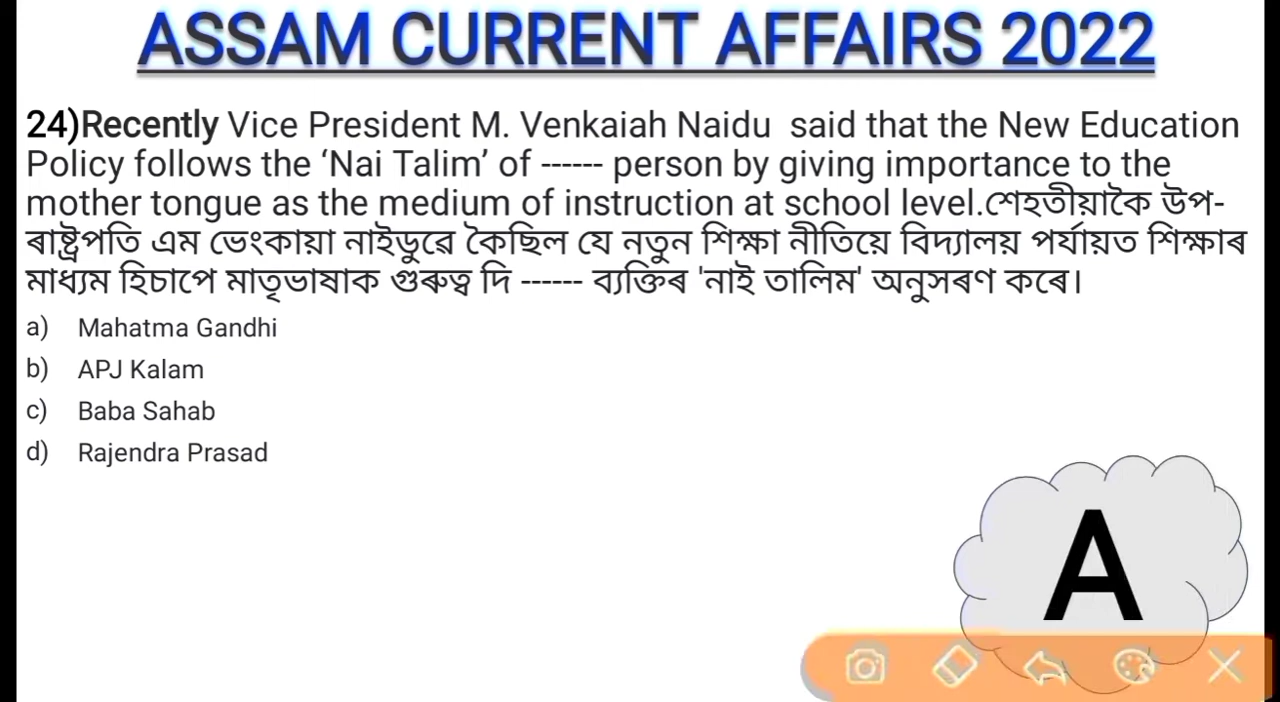 ASSAM CURRENT AFFAIRS 2022
24)Recently Vice President M. Venkaiah Naidu said that the New Education
Policy follows the ‘Nai Talim’ of ------ person by giving importance to the
mother tongue as the medium of instruction at school level.শেহতীয়াকৈ উপ-
ৰাষ্ট্ৰপতি এম ভেংকায়া নাইডুৱে কৈছিল যে নতুন শিক্ষা নীতিয়ে বিদ্যালয় পৰ্যায়ত শিক্ষাৰ
মাধ্যম হিচাপে মাতৃভাষাক গুৰুত্ব দি ------ ব্যক্তিৰ 'নাই তালিম' অনুসৰণ কৰে।
a) Mahatma Gandhi
b) APJ Kalam
c) Baba Sahab
d) Rajendra Prasad
A